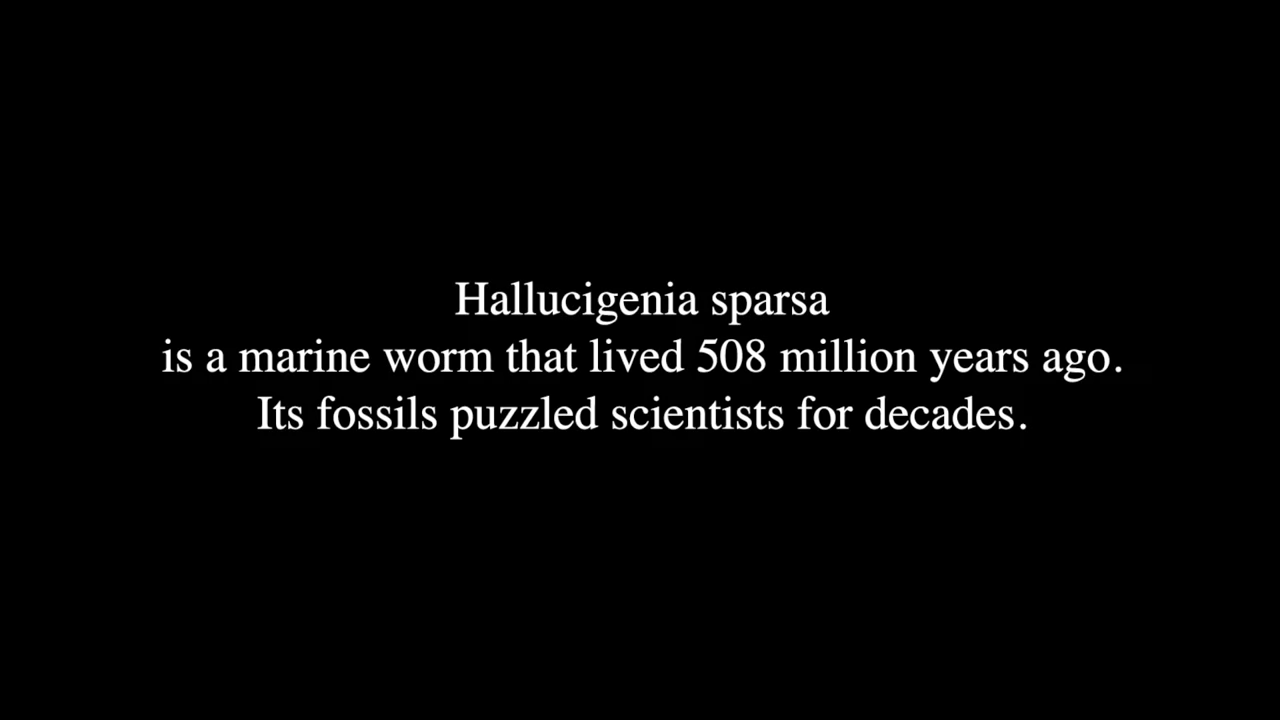 Hallucigenia sparsa
is a marine worm that lived 508 million years ago.
Its fossils puzzled scientists for decades.